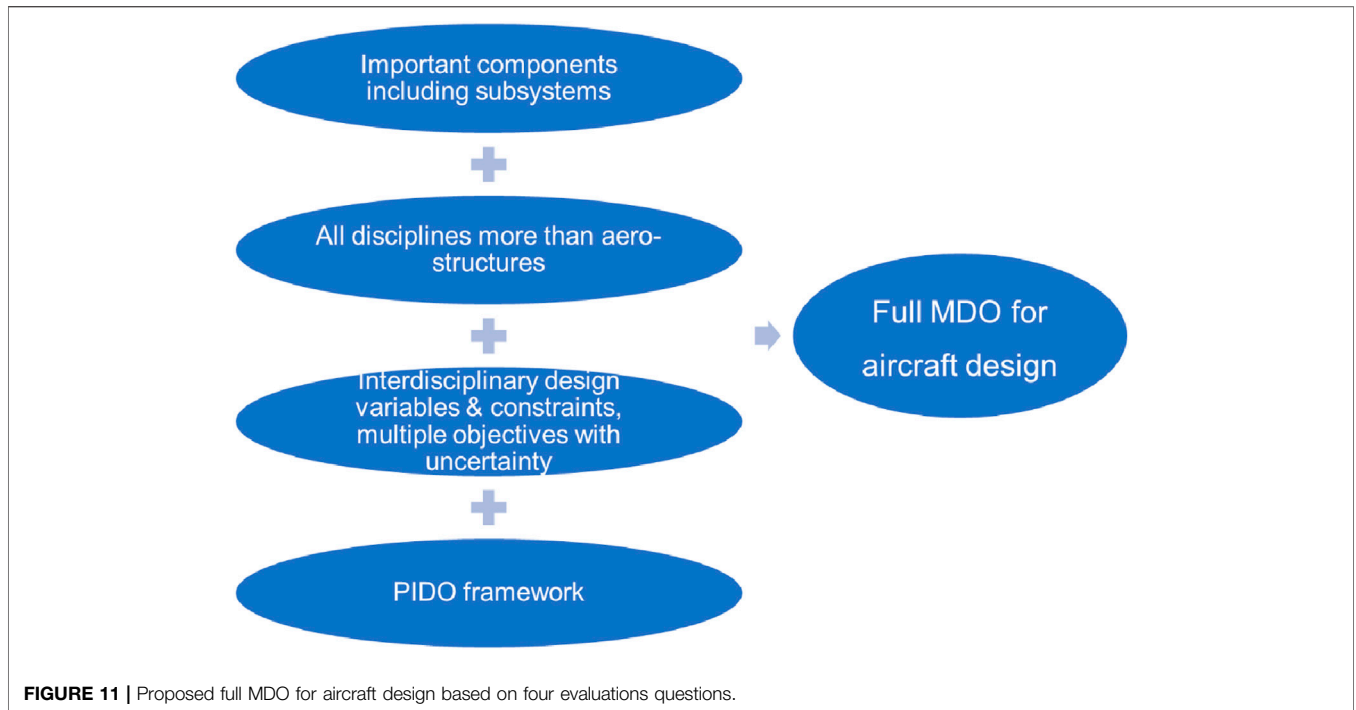 Important components
including subsystems
All disciplines more than aero-
structures
Interdisciplinary design
variables & constraints,
multiple objectives with
uncertainty
PIDO framework
Full MDO for
aircraft design
FIGURE 11 | Proposed full MDO for aircraft design based on four evaluations questions.